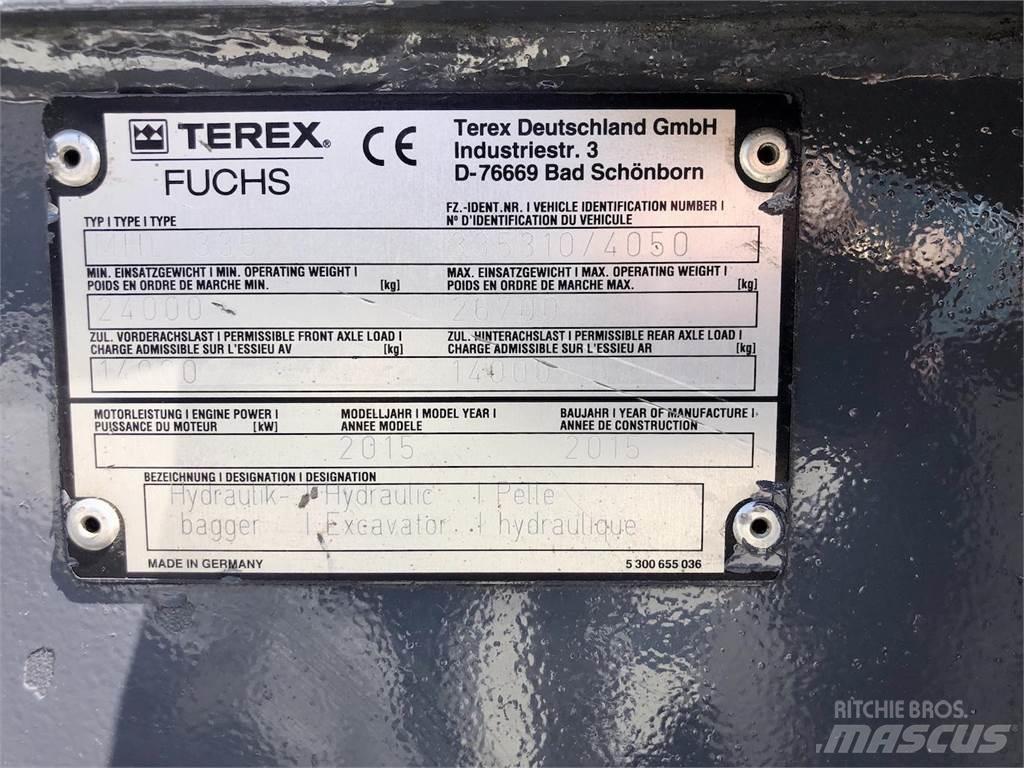 TEREX®
FUCHS
CE
Terex Deutschland GmbH
Industriestr. 3
D-76669 Bad Schönborn
TYP | TYPE | TYPE
FZ.-IDENT.NR. | VEHICLE IDENTIFICATION NUMBER |
N° D'IDENTIFICATION DU VEHICULE
335310/4050
MIN. EINSATZGEWICHT | MIN. OPERATING WEIGHT |
POIDS EN ORDRE DE MARCHE MIN. [kg]
MAX. EINSATZGEWICHT | MAX. OPERATING WEIGHT |
POIDS EN ORDRE DE MARCHE MAX. [kg]
24000
ZUL. VORDERACHSLAST | PERMISSIBLE FRONT AXLE LOAD |
CHARGE ADMISSIBLE SUR L'ESSIEU AV [kg]
ZUL. HINTERACHSLAST | PERMISSIBLE REAR AXLE LOAD |
CHARGE ADMISSIBLE SUR L'ESSIEU AR [kg]
14000
14000
MOTORLEISTUNG | ENGINE POWER |
PUISSANCE DU MOTEUR [kW]
MODELLJAHR | MODEL YEAR |
ANNEE MODELE
BAUJAHR | YEAR OF MANUFACTURE |
ANNEE DE CONSTRUCTION
2015
2015
BEZEICHNUNG | DESIGNATION | DESIGNATION
Hydraulik- | Hydraulic | Pelle
bagger | Excavator | hydraulique
MADE IN GERMANY
5 300 655 036
RITCHIE BROS.
MASCUS